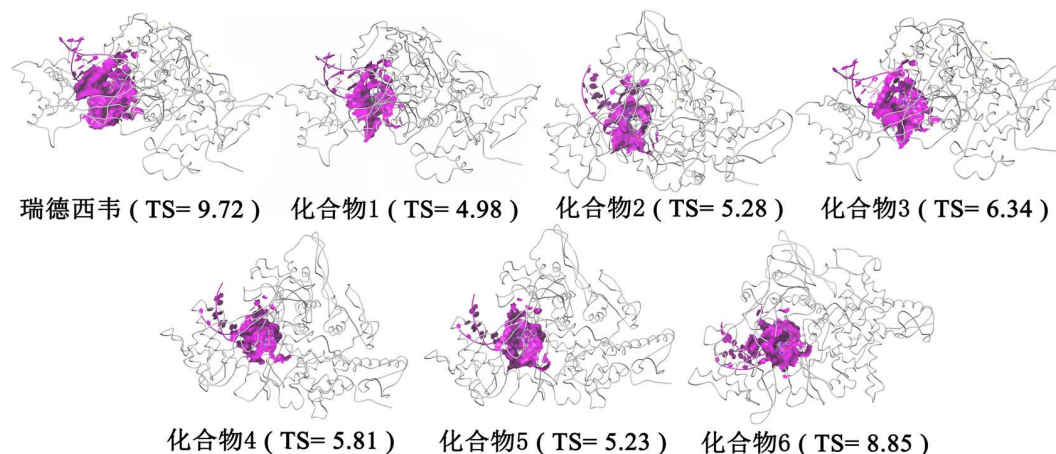 瑞德西韦 ( TS= 9.72 )
化合物1 ( TS= 4.98 )
化合物2 ( TS= 5.28 )
化合物3 ( TS= 6.34 )
化合物4 ( TS= 5.81 )
化合物5 ( TS= 5.23 )
化合物6 ( TS= 8.85 )